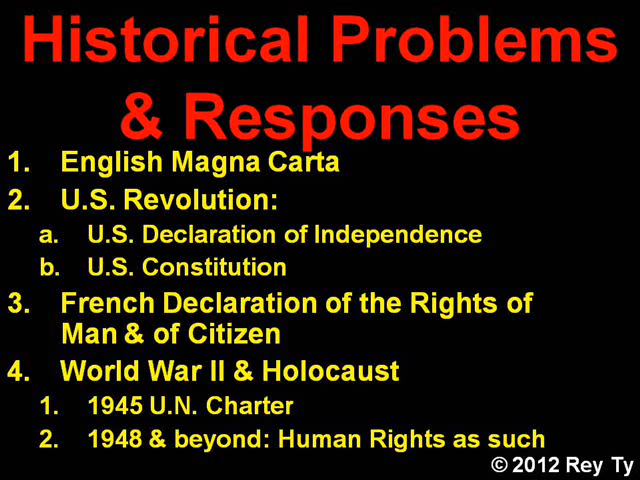 Historical Problems
& Responses
1. English Magna Carta
2. U.S. Revolution:
a. U.S. Declaration of Independence
b. U.S. Constitution
3. French Declaration of the Rights of
Man & of Citizen
4. World War II & Holocaust
1. 1945 U.N. Charter
2. 1948 & beyond: Human Rights as such
© 2012 Rey Ty